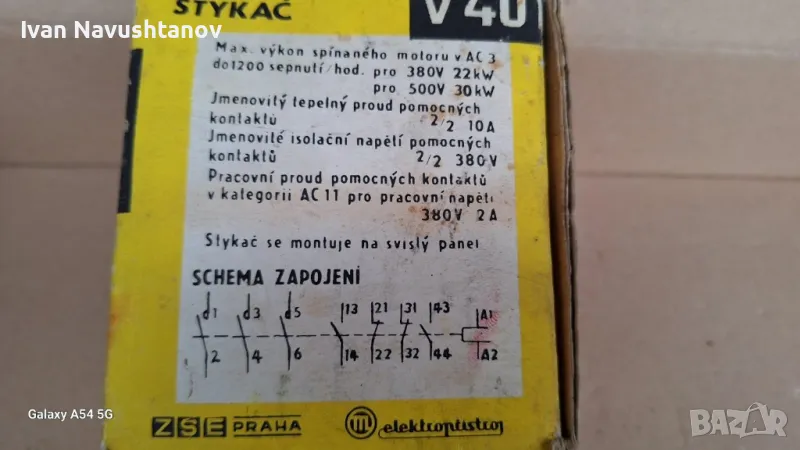 Ivan Navushtanov
STYKAČ V 40
Max. výkon spínaného motoru v AC 3
do 1200 sepnutí/hod. pro 380V 22kW
pro 500V 30kW
Jmenovitý tepelný proud pomocných
kontaktů 2/2 10A
Jmenovité isolační napětí pomocných
kontaktů 2/2 380V
Pracovní proud pomocných kontaktů
v kategorii AC 11 pro pracovní napětí
380V 2A
Stykač se montuje na svislý panel
SCHEMA ZAPOJENÍ
1 3 5 13 21 31 43 A1
2 4 6 14 22 32 44 A2
Galaxy A54 5G
ZSE PRAHA elektropřístroj
BAZAR.BG